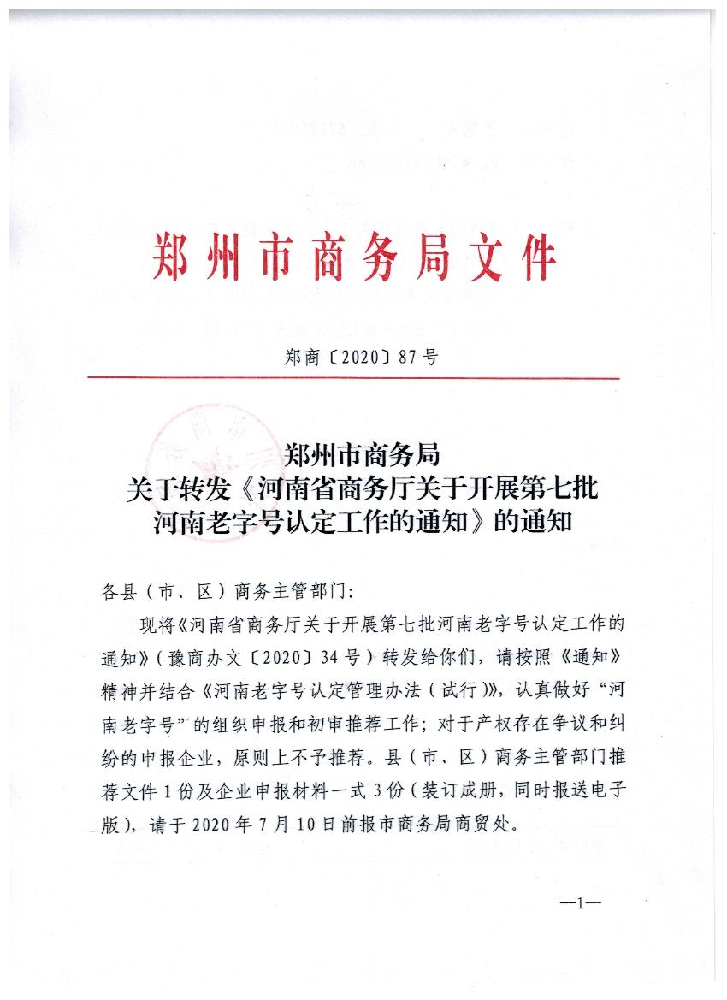 郑州市商务局文件
郑商〔2020〕87号
郑州市商务局
关于转发《河南省商务厅关于开展第七批
河南老字号认定工作的通知》的通知
各县（市、区）商务主管部门：
现将《河南省商务厅关于开展第七批河南老字号认定工作的
通知》（豫商办文〔2020〕34号）转发给你们，请按照《通知》
精神并结合《河南老字号认定管理办法（试行）》，认真做好“河
南老字号”的组织申报和初审推荐工作；对于产权存在争议和纠
纷的申报企业，原则上不予推荐。县（市、区）商务主管部门推
荐文件1份及企业申报材料一式3份（装订成册，同时报送电子
版），请于2020年7月10日前报市商务局商贸处。
—1—